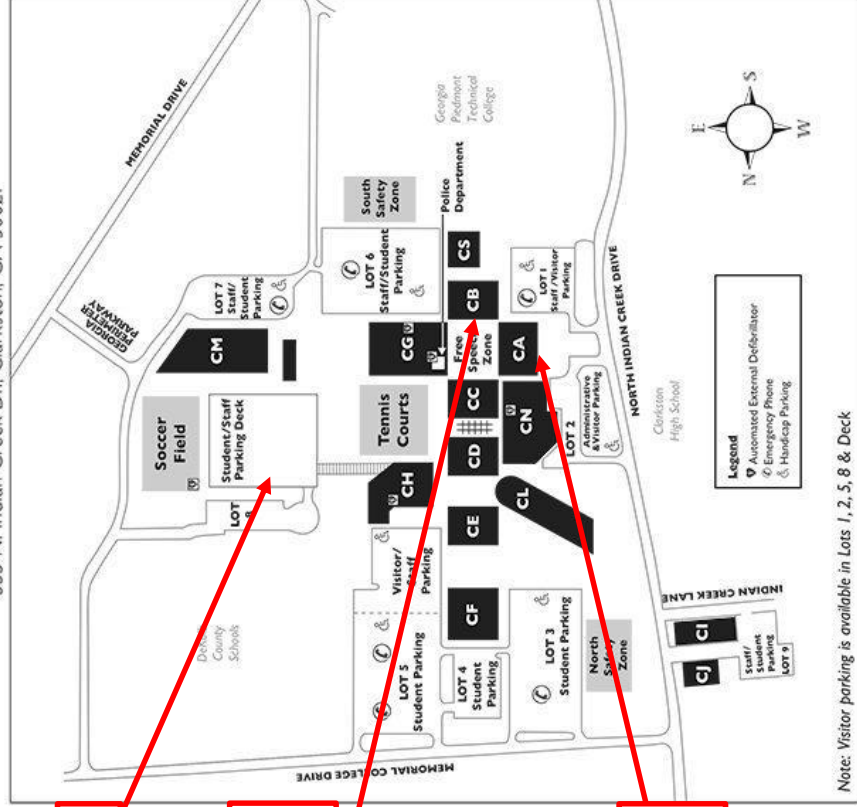 MEMORIAL DRIVE
GEORGIA
PERIMETER
PARKWAY
LOT 7
Staff/
Student
Parking
CM
Soccer
Field
Student/Staff
Parking Deck
LOT
South
Safety
Zone
LOT 6
Staff/Student
Parking
Georgia
Piedmont
Technical
College
Police
Department
CG
CS
CB
Free
Speech
Zone
CA
LOT 1
Staff/Visitor
Parking
Tennis
Courts
CC
CD
CN
LOT 2
Administrative
& Visitor Parking
CH
CE
CL
CF
Visitor/
Staff
Parking
County
Schools
LOT 5
Student Parking
LOT 4
Student
Parking
LOT 3
Student Parking
North
Safety
Zone
MEMORIAL COLLEGE DRIVE
NORTH INDIAN CREEK DRIVE
Clarkston
High School
INDIAN CREEK LANE
CI
CJ
Staff/
Student
Parking
LOT 9
Legend
Automated External Defibrillator
Emergency Phone
Handicap Parking
N
E
S
W
Note: Visitor parking is available in Lots 1, 2, 5, 8 & Deck